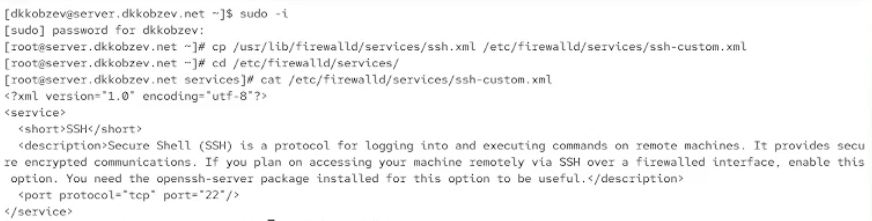 [dkkobzev@server.dkkobzev.net ~]$ sudo -i
[sudo] password for dkkobzev:
[root@server.dkkobzev.net ~]# cp /usr/lib/firewalld/services/ssh.xml /etc/firewalld/services/ssh-custom.xml
[root@server.dkkobzev.net ~]# cd /etc/firewalld/services/
[root@server.dkkobzev.net services]# cat /etc/firewalld/services/ssh-custom.xml
<?xml version="1.0" encoding="utf-8"?>
<service>
  <short>SSH</short>
  <description>Secure Shell (SSH) is a protocol for logging into and executing commands on remote machines. It provides secu
re encrypted communications. If you plan on accessing your machine remotely via SSH over a firewalled interface, enable this
 option. You need the openssh-server package installed for this option to be useful.</description>
  <port protocol="tcp" port="22"/>
</service>